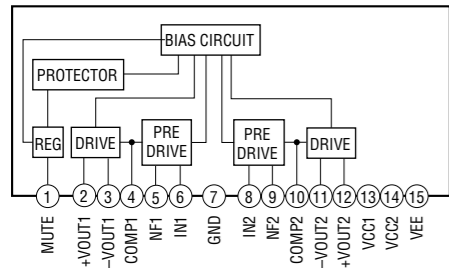 BIAS CIRCUIT
PROTECTOR
REG
DRIVE
PRE
DRIVE
PRE
DRIVE
DRIVE
1 2 3 4 5 6 7 8 9 10 11 12 13 14 15
MUTE
+VOUT1
–VOUT1
COMP1
NF1
IN1
GND
IN2
NF2
COMP2
–VOUT2
+VOUT2
VCC1
VCC2
VEE